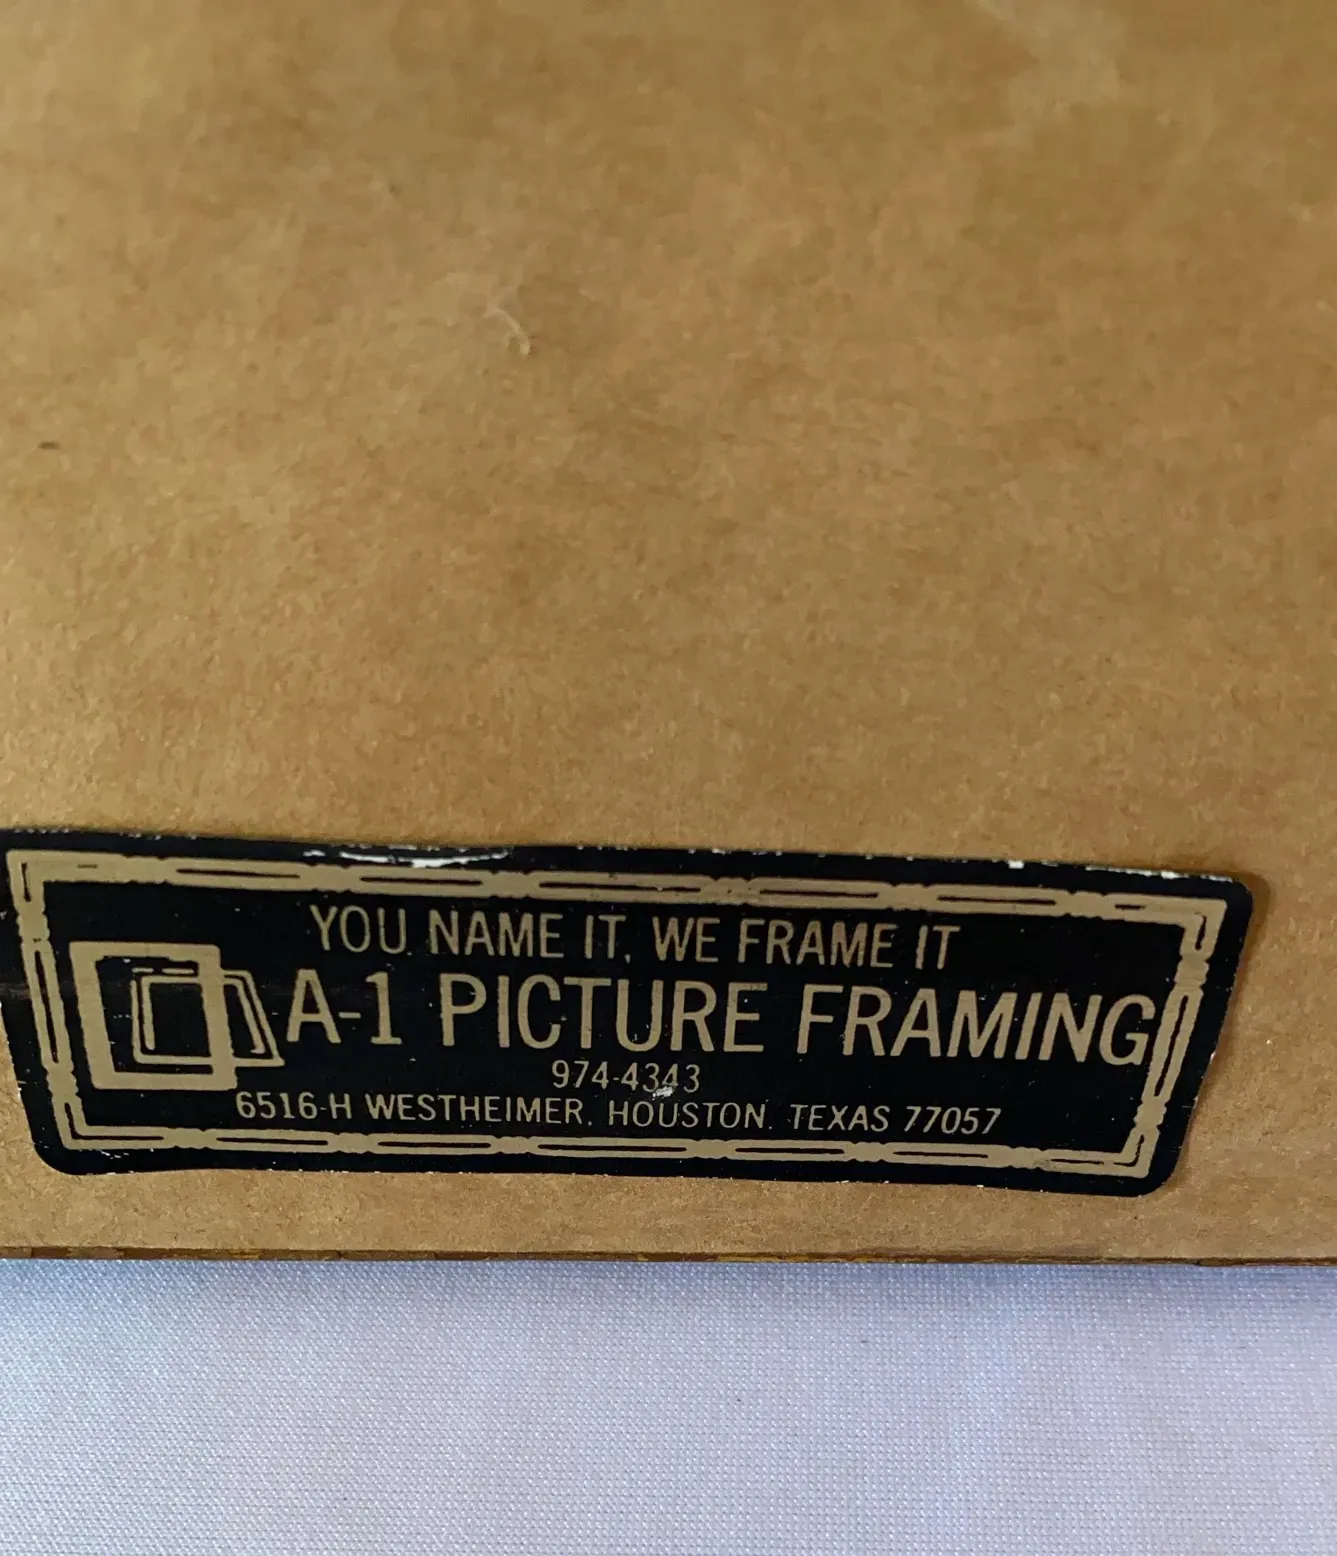 YOU NAME IT, WE FRAME IT
A-1 PICTURE FRAMING
974-4343
6516-H WESTHEIMER, HOUSTON, TEXAS 77057